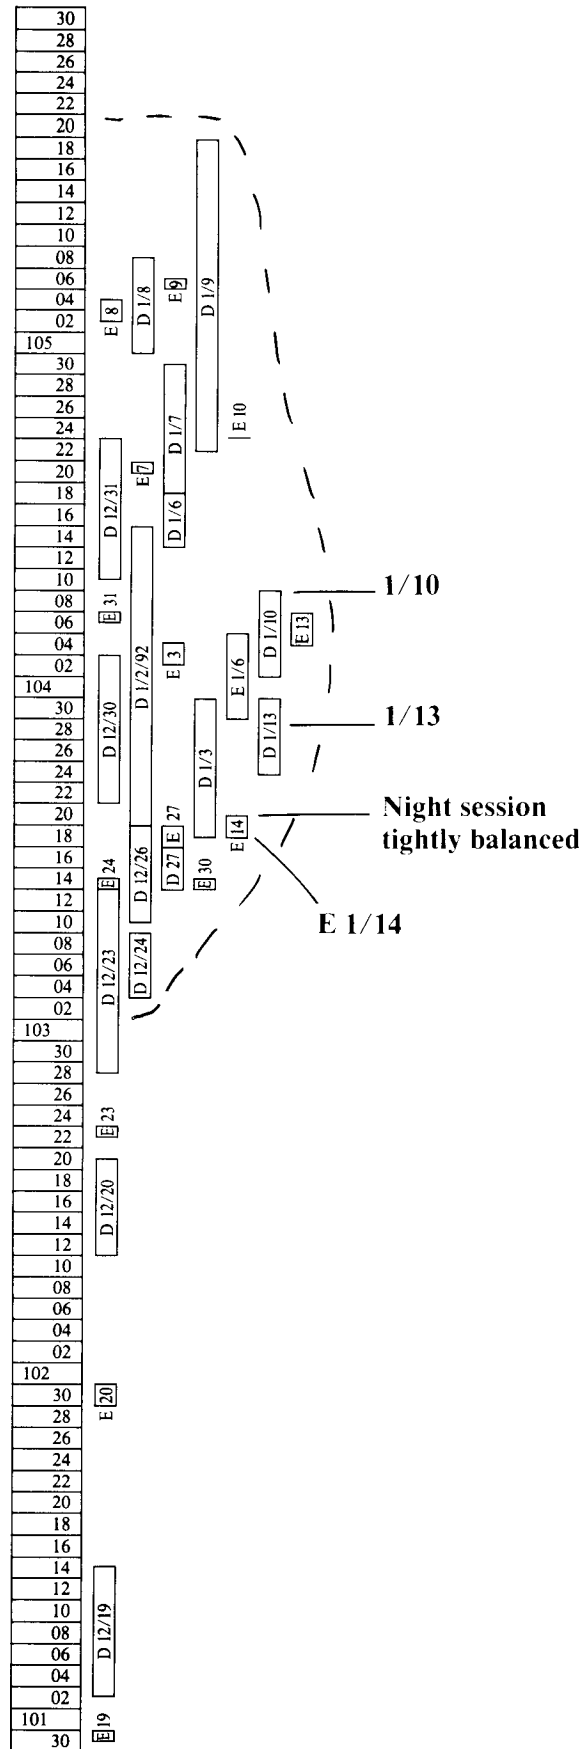 30
28
26
24
22
20
18
16
14
12
10
08
06
04
02
105
30
28
26
24
22
20
18
16
14
12
10
08
06
04
02
104
30
28
26
24
22
20
18
16
14
12
10
08
06
04
02
103
30
28
26
24
22
20
18
16
14
12
10
08
06
04
02
102
30
28
26
24
22
20
18
16
14
12
10
08
06
04
02
101
30
E 8
D 1/8
E 9
D 1/9
D 12/31
E 7
D 1/7
D 1/6
E 10
E 31
D 12/30
D 1/2/92
E 3
D 1/3
E 1/6
D 1/10
E 13
D 1/13
E 24
D 12/23
D 12/26
D 12/24
E 27
D 27
E 30
E 14
E 23
D 12/20
E 20
D 12/19
E 19
1/10
1/13
Night session
tightly balanced
E 1/14